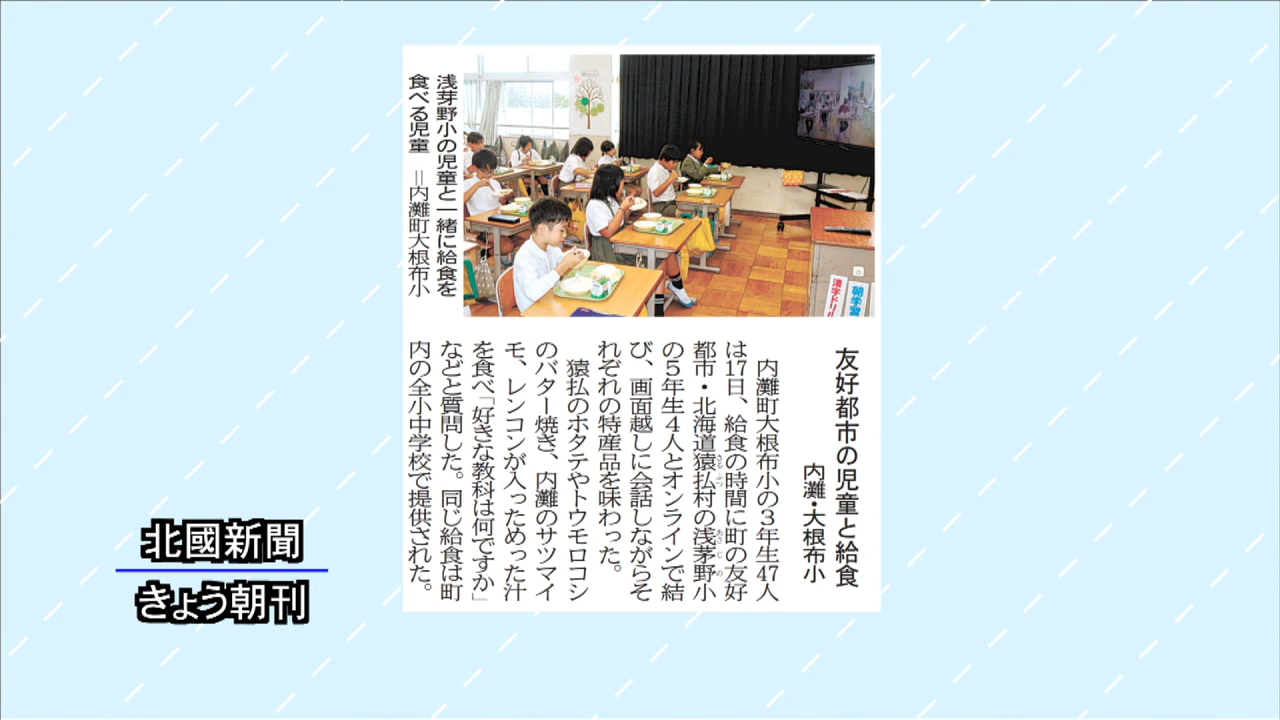 友好都市の児童と給食
内灘・大根布小
内灘町大根布小の３年生47人
は17日、給食の時間に町の友好
都市・北海道猿払村の浅茅野小
の５年生４人とオンラインで結
び、画面越しに会話しながらそ
れぞれの特産品を味わった。
猿払のホタテやトウモロコシ
のバター焼き、内灘のサツマイ
モ、レンコンが入っためった汁
を食べ「好きな教科は何ですか」
などと質問した。同じ給食は町
内の全小中学校で提供された。
浅芽野小の児童と一緒に給食を
食べる児童　＝内灘町大根布小
朝学習
漢字ドリル
北國新聞
きょう朝刊